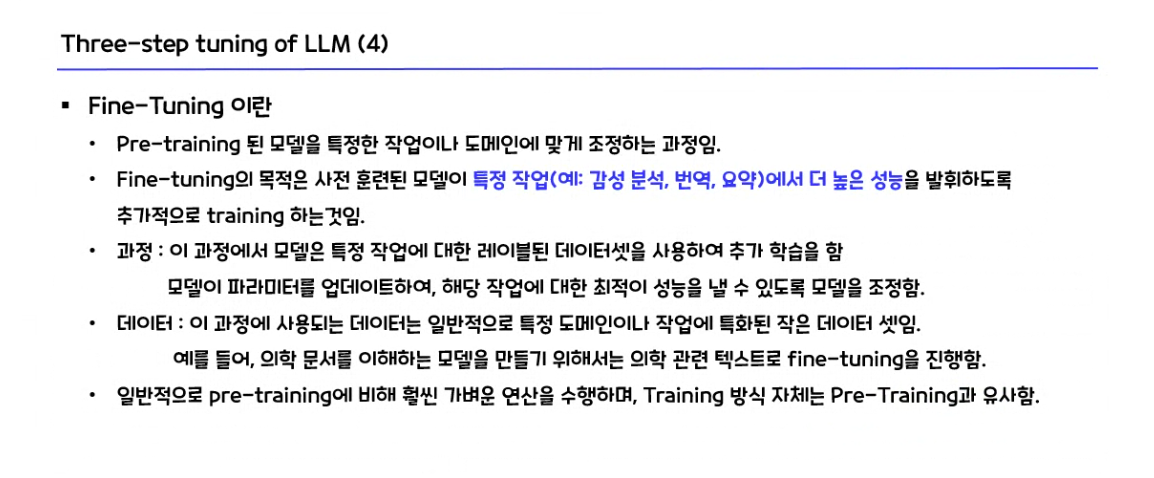 Three-step tuning of LLM (4)
▪ Fine-Tuning 이란
• Pre-training 된 모델을 특정한 작업이나 도메인에 맞게 조정하는 과정임.
• Fine-tuning의 목적은 사전 훈련된 모델이 특정 작업(예: 감성 분석, 번역, 요약)에서 더 높은 성능을 발휘하도록
추가적으로 training 하는것임.
• 과정 : 이 과정에서 모델은 특정 작업에 대한 레이블된 데이터셋을 사용하여 추가 학습을 함
모델이 파라미터를 업데이트하여, 해당 작업에 대한 최적이 성능을 낼 수 있도록 모델을 조정함.
• 데이터 : 이 과정에 사용되는 데이터는 일반적으로 특정 도메인이나 작업에 특화된 작은 데이터 셋임.
예를 들어, 의학 문서를 이해하는 모델을 만들기 위해서는 의학 관련 텍스트로 fine-tuning을 진행함.
• 일반적으로 pre-training에 비해 훨씬 가벼운 연산을 수행하며, Training 방식 자체는 Pre-Training과 유사함.